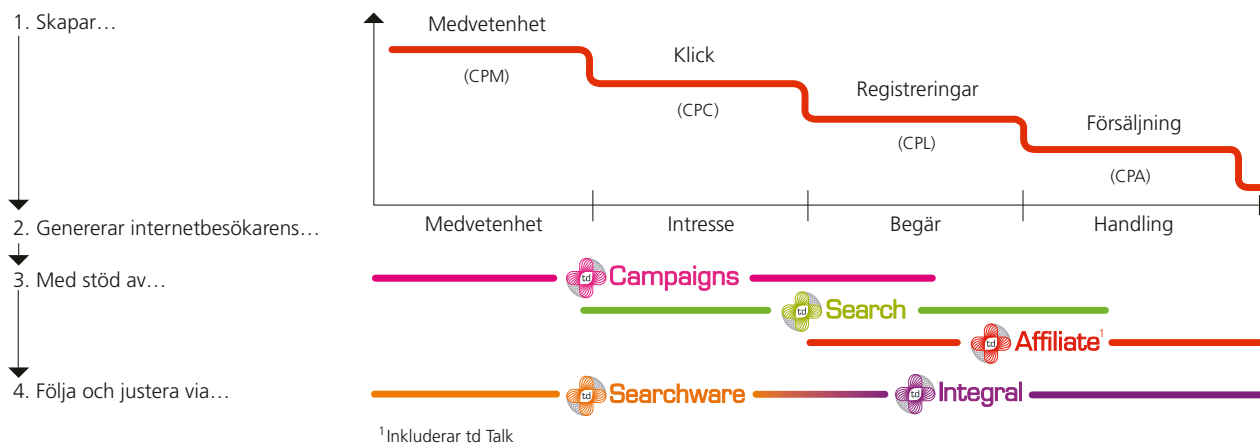 1. Skapar…
Medvetenhet
(CPM)
Klick
(CPC)
Registreringar
(CPL)
Försäljning
(CPA)
2. Genererar internetbesökarens…
Medvetenhet
Intresse
Begär
Handling
3. Med stöd av…
td Campaigns
td Search
td Affiliate¹
4. Följa och justera via…
td Searchware
td Integral
¹ Inkluderar td Talk